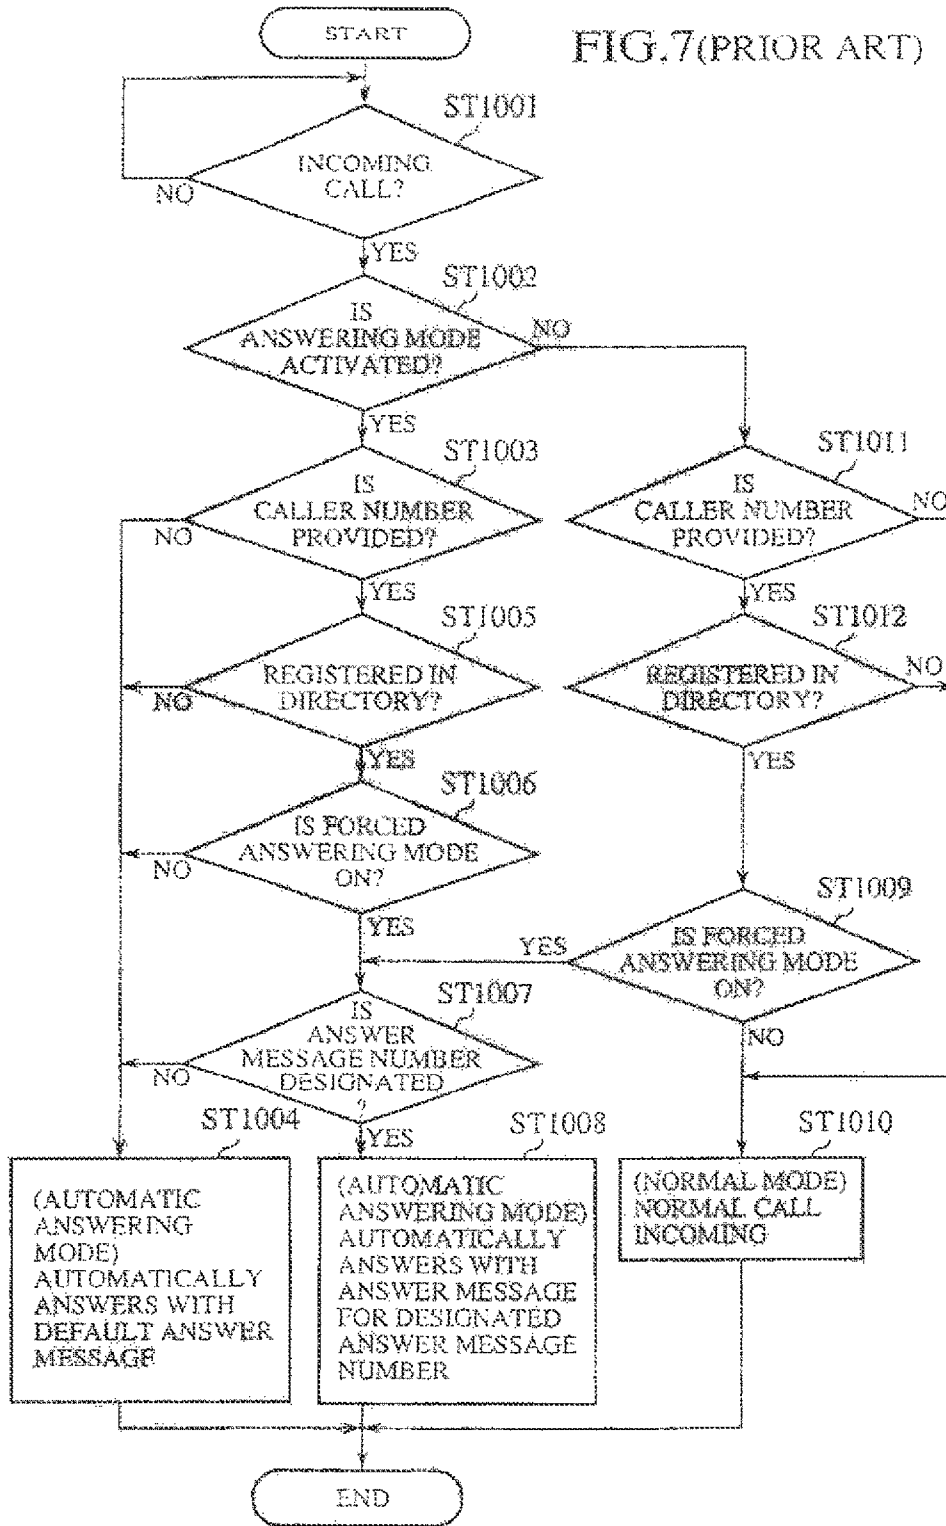 START
FIG.7(PRIOR ART)
ST1001
INCOMING
CALL?
NO
YES
ST1002
IS
ANSWERING MODE
ACTIVATED?
NO
YES
ST1003
IS
CALLER NUMBER
PROVIDED?
NO
YES
ST1011
IS
CALLER NUMBER
PROVIDED?
NO
YES
ST1005
REGISTERED IN
DIRECTORY?
NO
YES
ST1012
REGISTERED IN
DIRECTORY?
NO
YES
ST1006
IS FORCED
ANSWERING MODE
ON?
NO
YES
ST1009
IS FORCED
ANSWERING MODE
ON?
YES
NO
ST1007
IS
ANSWER
MESSAGE NUMBER
DESIGNATED
?
NO
YES
ST1004
(AUTOMATIC
ANSWERING
MODE)
AUTOMATICALLY
ANSWERS WITH
DEFAULT ANSWER
MESSAGE
ST1008
(AUTOMATIC
ANSWERING MODE)
AUTOMATICALLY
ANSWERS WITH
ANSWER MESSAGE
FOR DESIGNATED
ANSWER MESSAGE
NUMBER
ST1010
(NORMAL MODE)
NORMAL CALL
INCOMING
END